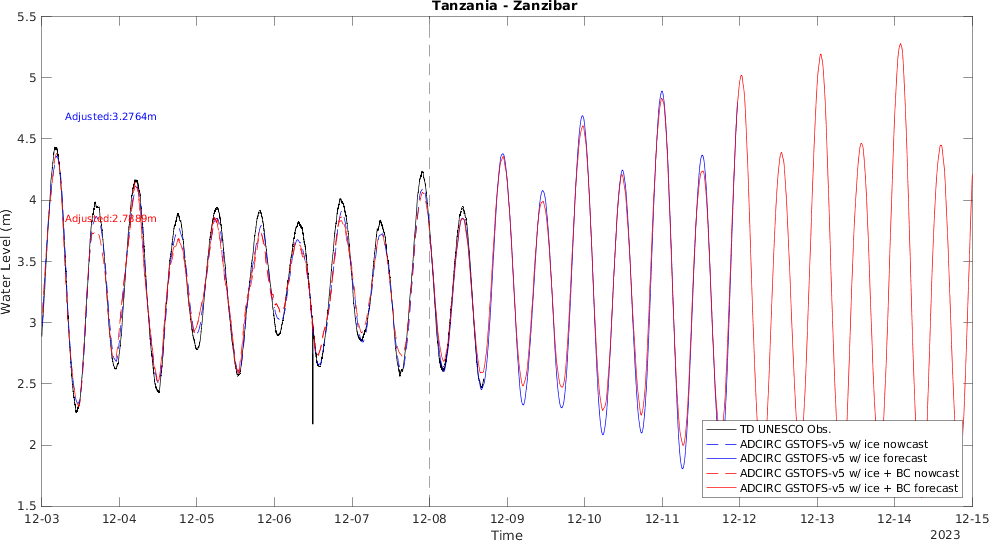 Tanzania - Zanzibar
5.5
5
4.5
4
3.5
3
2.5
2
1.5
Water Level (m)
Adjusted:3.2764m
Adjusted:2.7389m
TD UNESCO Obs.
ADCIRC GSTOFS-v5 w/ ice nowcast
ADCIRC GSTOFS-v5 w/ ice forecast
ADCIRC GSTOFS-v5 w/ ice + BC nowcast
ADCIRC GSTOFS-v5 w/ ice + BC forecast
12-03 12-04 12-05 12-06 12-07 12-08 12-09 12-10 12-11 12-12 12-13 12-14 12-15
Time
2023